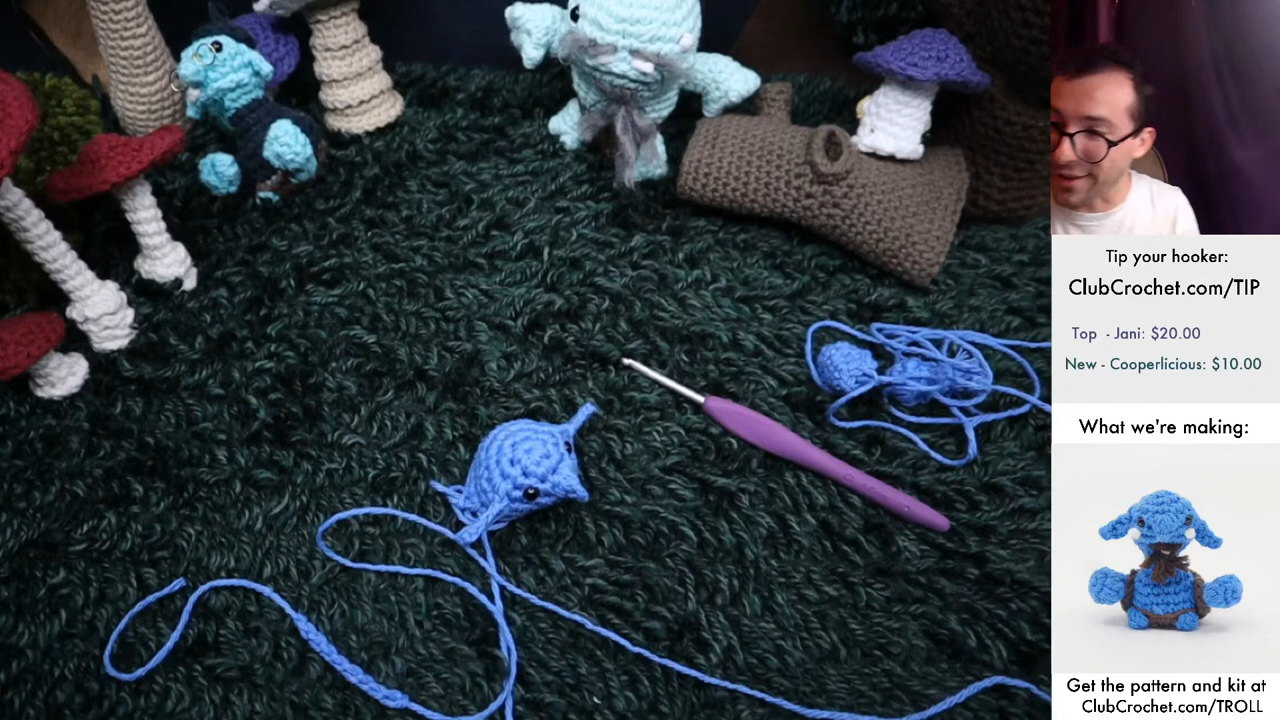 Tip your hooker:
ClubCrochet.com/TIP
Top - Jani: $20.00
New - Cooperlicious: $10.00
What we're making:
Get the pattern and kit at
ClubCrochet.com/TROLL